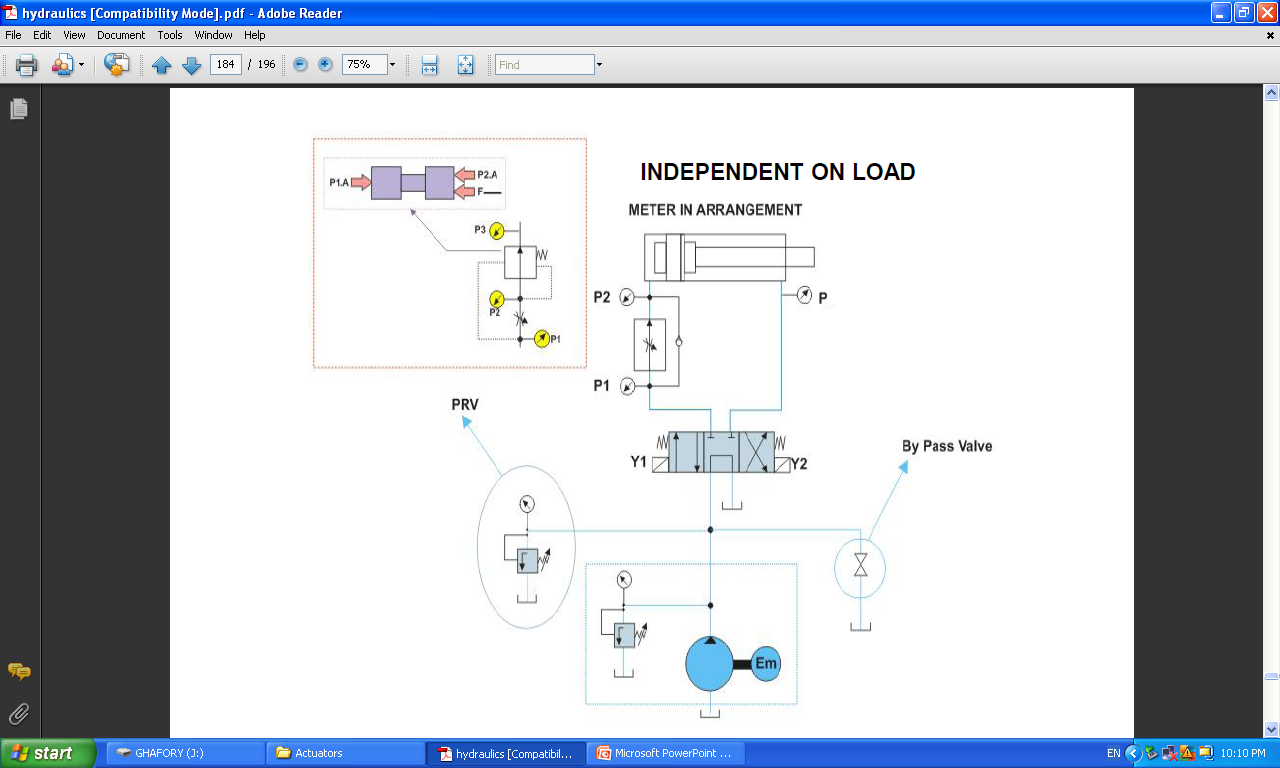 hydraulics [Compatibility Mode].pdf - Adobe Reader
File Edit View Document Tools Window Help
184 / 196 75% Find
INDEPENDENT ON LOAD
METER IN ARRANGEMENT
P1.A
P2.A
F
P3
P2
P1
P2
P
P1
PRV
Y1
Y2
By Pass Valve
Em
start
GHAFORY (J:)
Actuators
hydraulics [Compatibil...
Microsoft PowerPoint ...
EN
10:10 PM